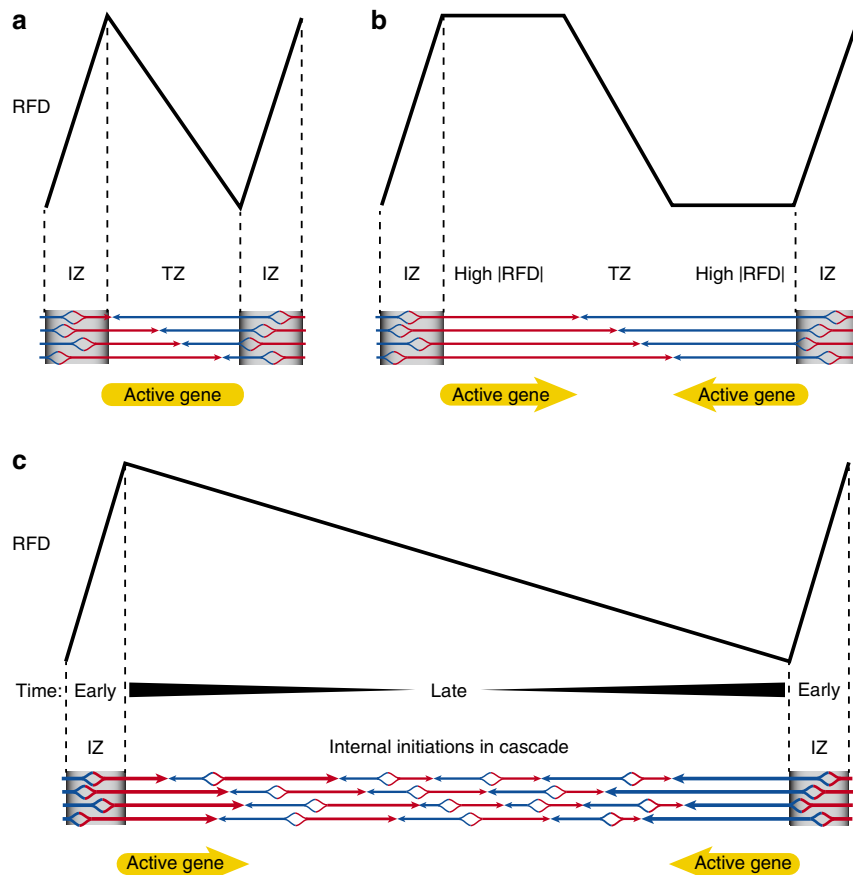 a
RFD
IZ TZ IZ
Active gene
b
IZ High |RFD| TZ High |RFD| IZ
Active gene Active gene
c
RFD
Time: Early Late Early
IZ Internal initiations in cascade IZ
Active gene Active gene